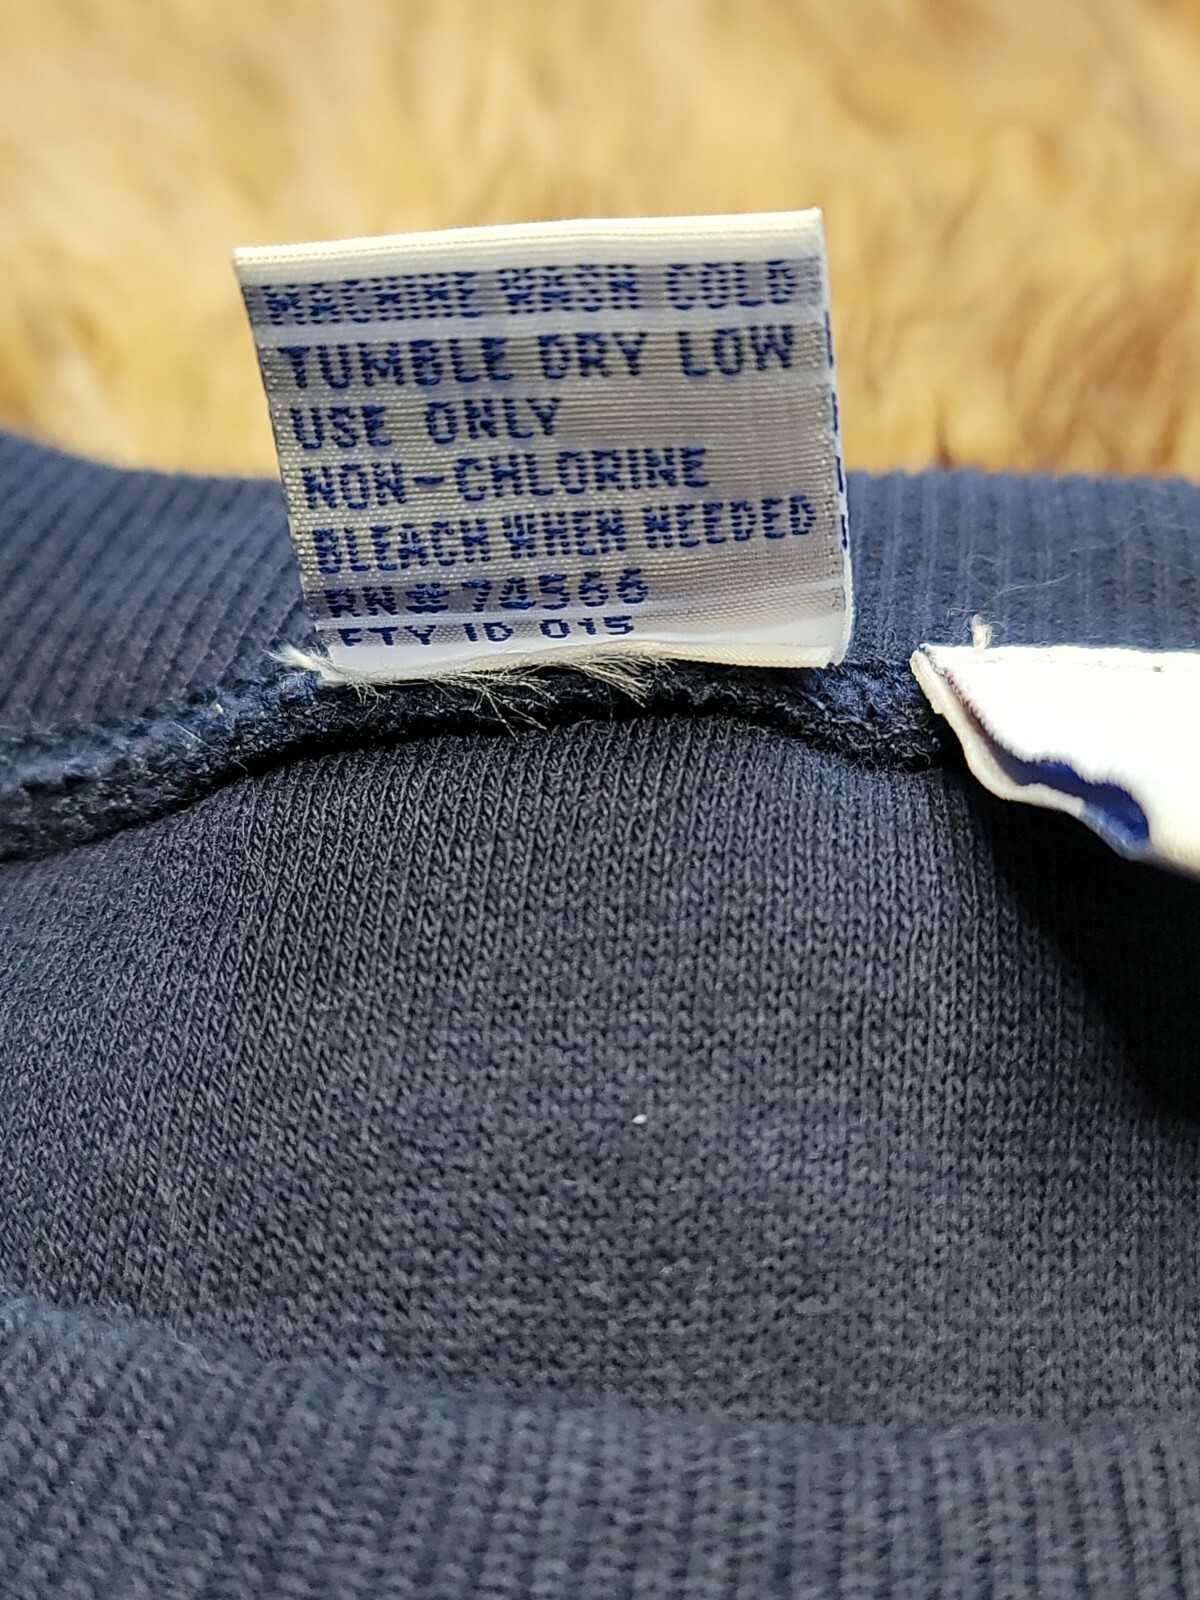 MACHINE WASH COLD
TUMBLE DRY LOW
USE ONLY
NON-CHLORINE
BLEACH WHEN NEEDED
RN# 74566
FTY ID 015